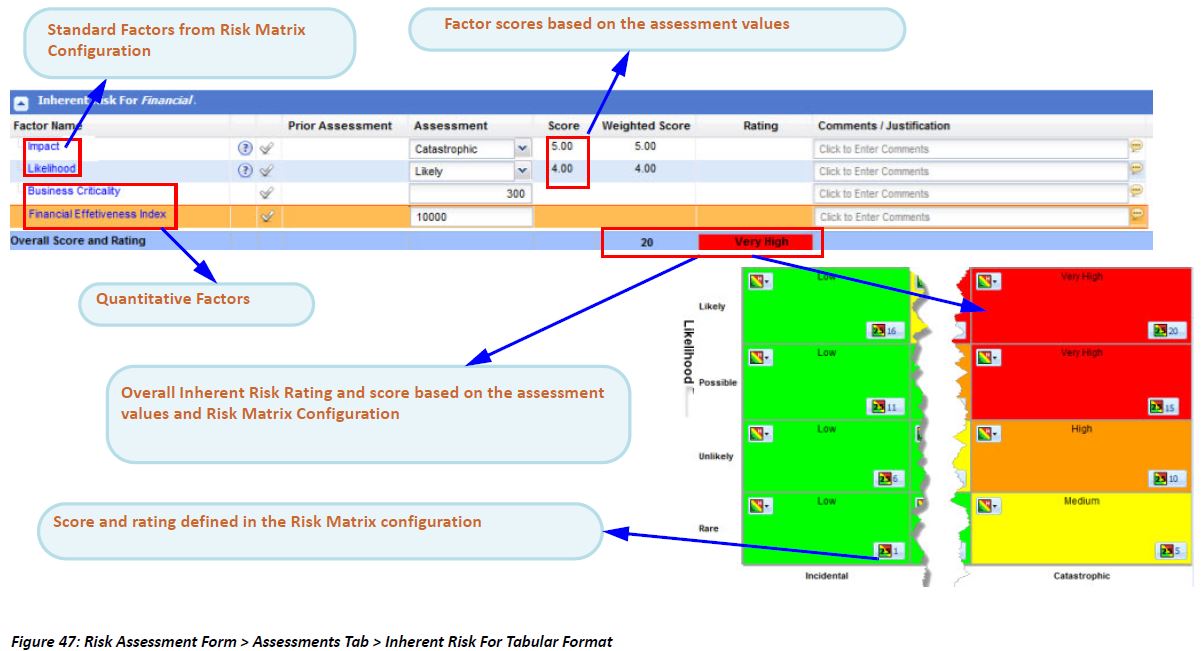 Standard Factors from Risk Matrix
Configuration
Factor scores based on the assessment values
Inherent Risk For Financial.
Factor Name Prior Assessment Assessment Score Weighted Score Rating Comments / Justification
Impact Catastrophic 5.00 5.00 Click to Enter Comments
Likelihood Likely 4.00 4.00 Click to Enter Comments
Business Criticality 300 Click to Enter Comments
Financial Effetiveness Index 10000 Click to Enter Comments
Overall Score and Rating 20 Very High
Quantitative Factors
Overall Inherent Risk Rating and score based on the assessment
values and Risk Matrix Configuration
Score and rating defined in the Risk Matrix configuration
Likelihood
Likely Low Very High
16 20
Possible Low Very High
11 15
Unlikely Low High
6 10
Rare Low Medium
1 5
Incidental Catastrophic
Figure 47: Risk Assessment Form > Assessments Tab > Inherent Risk For Tabular Format